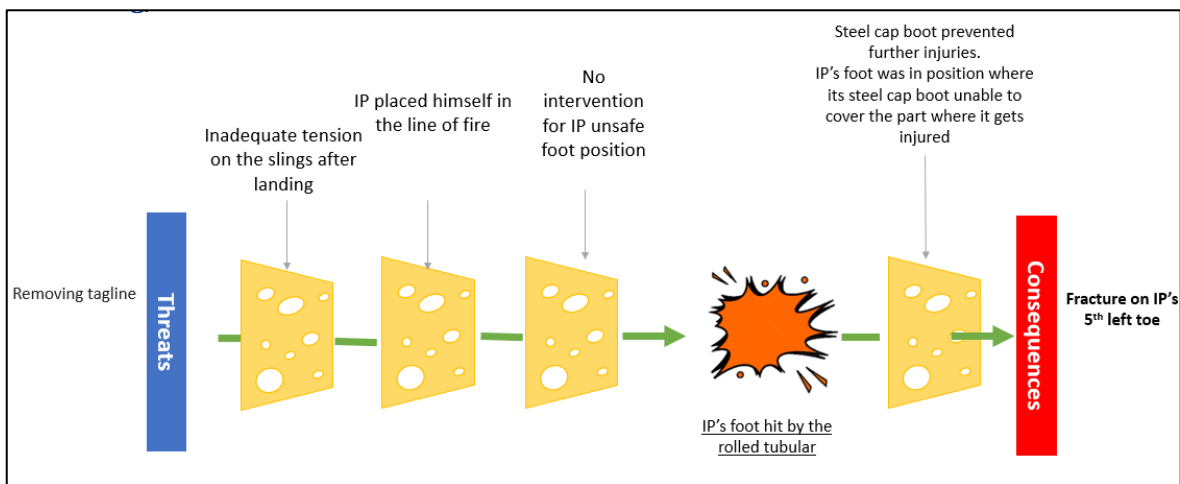 Removing tagline
Threats
Inadequate tension
on the slings after
landing
IP placed himself in
the line of fire
No
intervention
for IP unsafe
foot position
IP's foot hit by the
rolled tubular
Steel cap boot prevented
further injuries.
IP's foot was in position where
its steel cap boot unable to
cover the part where it gets
injured
Consequences
Fracture on IP's
5th left toe